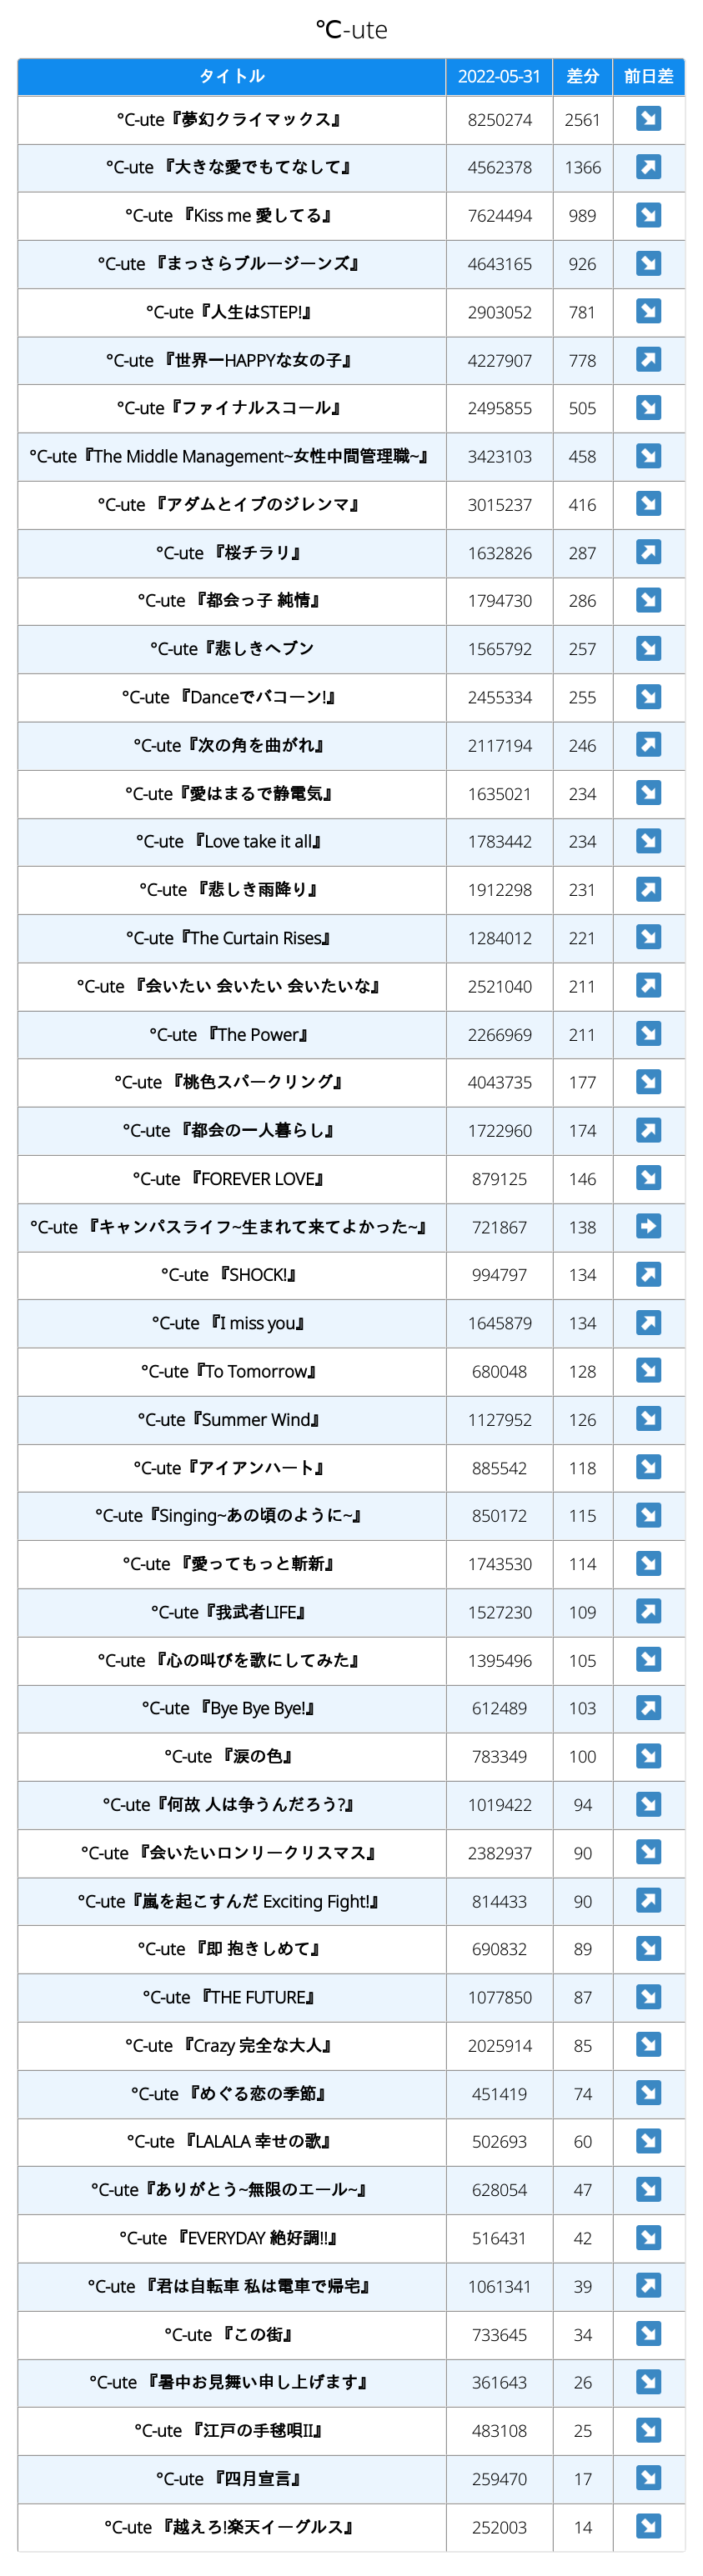 ℃-ute
タイトル 2022-05-31 差分 前日差
°C-ute『夢幻クライマックス』 8250274 2561 ↘
°C-ute 『大きな愛でもてなして』 4562378 1366 ↗
°C-ute 『Kiss me 愛してる』 7624494 989 ↘
°C-ute 『まっさらブルージーンズ』 4643165 926 ↘
°C-ute『人生はSTEP!』 2903052 781 ↘
°C-ute 『世界一HAPPYな女の子』 4227907 778 ↗
°C-ute『ファイナルスコール』 2495855 505 ↘
°C-ute『The Middle Management~女性中間管理職~』 3423103 458 ↘
°C-ute 『アダムとイブのジレンマ』 3015237 416 ↘
°C-ute 『桜チラリ』 1632826 287 ↗
°C-ute 『都会っ子 純情』 1794730 286 ↘
°C-ute『悲しきヘブン 1565792 257 ↘
°C-ute 『Danceでバコーン!』 2455334 255 ↘
°C-ute『次の角を曲がれ』 2117194 246 ↗
°C-ute『愛はまるで静電気』 1635021 234 ↘
°C-ute 『Love take it all』 1783442 234 ↘
°C-ute 『悲しき雨降り』 1912298 231 ↗
°C-ute『The Curtain Rises』 1284012 221 ↘
°C-ute 『会いたい 会いたい 会いたいな』 2521040 211 ↗
°C-ute 『The Power』 2266969 211 ↘
°C-ute 『桃色スパークリング』 4043735 177 ↘
°C-ute 『都会の一人暮らし』 1722960 174 ↗
°C-ute 『FOREVER LOVE』 879125 146 ↘
°C-ute 『キャンパスライフ~生まれて来てよかった~』 721867 138 ➡
°C-ute 『SHOCK!』 994797 134 ↗
°C-ute 『I miss you』 1645879 134 ↗
°C-ute『To Tomorrow』 680048 128 ↘
°C-ute『Summer Wind』 1127952 126 ↘
°C-ute『アイアンハート』 885542 118 ↘
°C-ute『Singing~あの頃のように~』 850172 115 ↘
°C-ute 『愛ってもっと斬新』 1743530 114 ↘
°C-ute『我武者LIFE』 1527230 109 ↗
°C-ute 『心の叫びを歌にしてみた』 1395496 105 ↘
°C-ute 『Bye Bye Bye!』 612489 103 ↗
°C-ute 『涙の色』 783349 100 ↘
°C-ute『何故 人は争うんだろう?』 1019422 94 ↘
°C-ute 『会いたいロンリークリスマス』 2382937 90 ↘
°C-ute『嵐を起こすんだ Exciting Fight!』 814433 90 ↗
°C-ute 『即 抱きしめて』 690832 89 ↘
°C-ute 『THE FUTURE』 1077850 87 ↘
°C-ute 『Crazy 完全な大人』 2025914 85 ↘
°C-ute 『めぐる恋の季節』 451419 74 ↘
°C-ute 『LALALA 幸せの歌』 502693 60 ↘
°C-ute『ありがとう~無限のエール~』 628054 47 ↘
°C-ute 『EVERYDAY 絶好調!!』 516431 42 ↘
°C-ute 『君は自転車 私は電車で帰宅』 1061341 39 ↗
°C-ute 『この街』 733645 34 ↘
°C-ute 『暑中お見舞い申し上げます』 361643 26 ↘
°C-ute 『江戸の手毬唄II』 483108 25 ↘
°C-ute 『四月宣言』 259470 17 ↘
°C-ute 『越えろ!楽天イーグルス』 252003 14 ↘